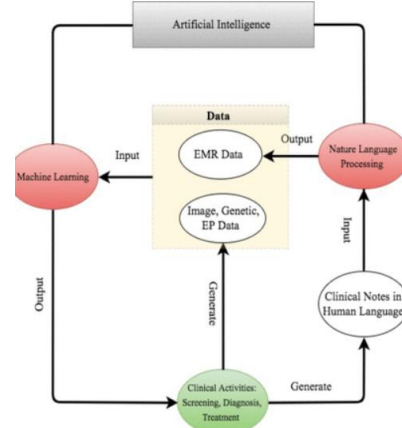 Artificial Intelligence
Data
Input
Output
EMR Data
Nature Language
Processing
Machine Learning
Image, Genetic,
EP Data
Input
Output
Generate
Clinical Notes in
Human Language
Clinical Activities:
Screening, Diagnosis,
Treatment
Generate